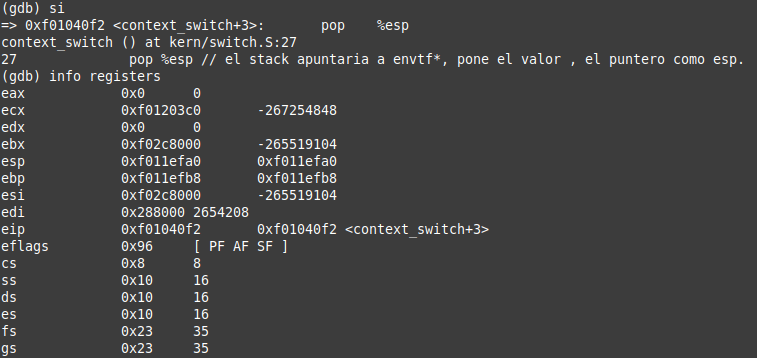 (gdb) si
=> 0xf01040f2 <context_switch+3>: pop %esp
context_switch () at kern/switch.S:27
27 pop %esp // el stack apuntaria a envtf*, pone el valor , el puntero como esp.
(gdb) info registers
eax 0x0 0
ecx 0xf01203c0 -267254848
edx 0x0 0
ebx 0xf02c8000 -265519104
esp 0xf011efa0 0xf011efa0
ebp 0xf011efb8 0xf011efb8
esi 0xf02c8000 -265519104
edi 0x288000 2654208
eip 0xf01040f2 0xf01040f2 <context_switch+3>
eflags 0x96 [ PF AF SF ]
cs 0x8 8
ss 0x10 16
ds 0x10 16
es 0x10 16
fs 0x23 35
gs 0x23 35